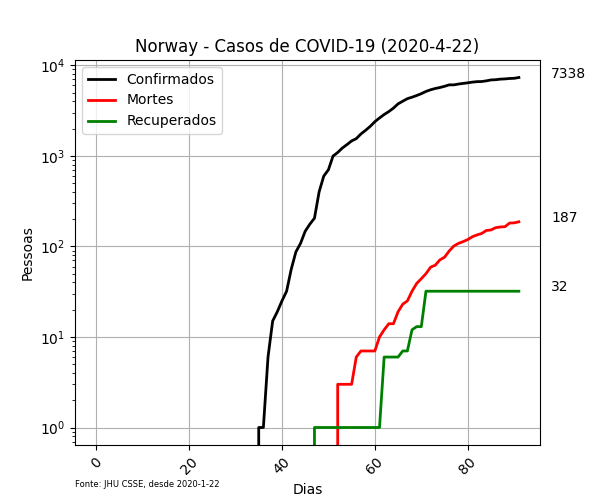 Norway - Casos de COVID-19 (2020-4-22)
Confirmados
Mortes
Recuperados
7338
187
32
10^4
10^3
10^2
10^1
10^0
Pessoas
0
20
40
60
80
Dias
Fonte: JHU CSSE, desde 2020-1-22